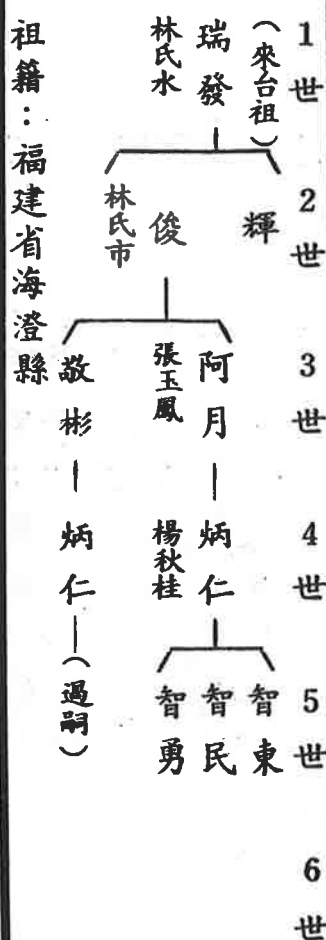 1世
2世
3世
4世
5世
6世
(來台祖)
瑞發
林氏水
輝
俊
林氏市
阿月
張玉鳳
敬彬
炳仁
楊秋桂
炳仁
(過嗣)
智東
智民
智勇
祖籍：福建省海澄縣